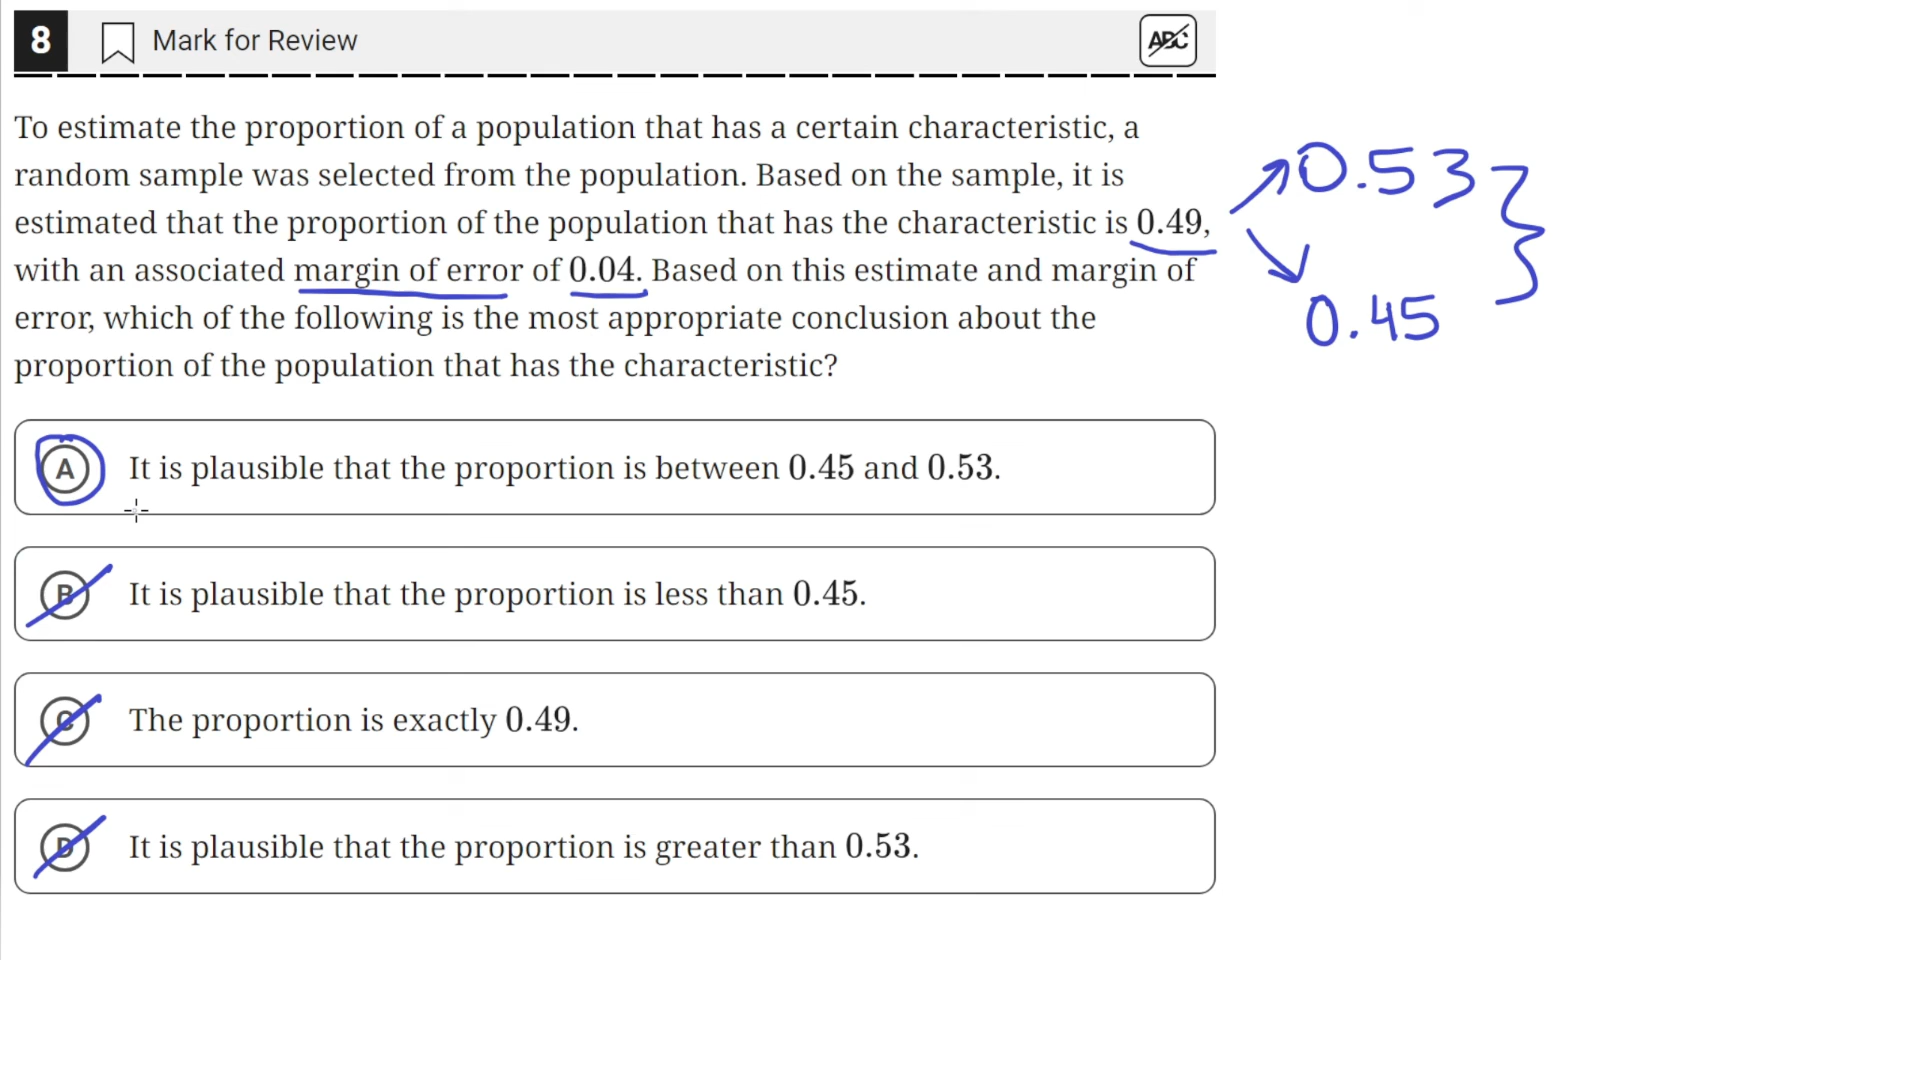 8 Mark for Review ABC
To estimate the proportion of a population that has a certain characteristic, a
random sample was selected from the population. Based on the sample, it is
estimated that the proportion of the population that has the characteristic is 0.49,
with an associated margin of error of 0.04. Based on this estimate and margin of
error, which of the following is the most appropriate conclusion about the
proportion of the population that has the characteristic?
0.53
0.45
A It is plausible that the proportion is between 0.45 and 0.53.
B It is plausible that the proportion is less than 0.45.
C The proportion is exactly 0.49.
D It is plausible that the proportion is greater than 0.53.